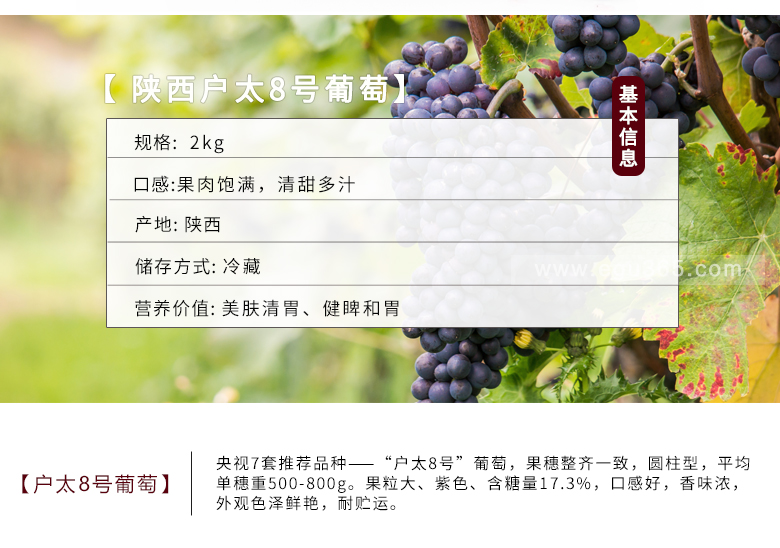 【 陕西户太8号葡萄】
基本信息
规格: 2kg
口感:果肉饱满，清甜多汁
产地: 陕西
储存方式: 冷藏
营养价值: 美肤清胃、健脾和胃
【户太8号葡萄】
央视7套推荐品种——“户太8号”葡萄，果穗整齐一致，圆柱型，平均
单穗重500-800g。果粒大、紫色、含糖量17.3%，口感好，香味浓，
外观色泽鲜艳，耐贮运。